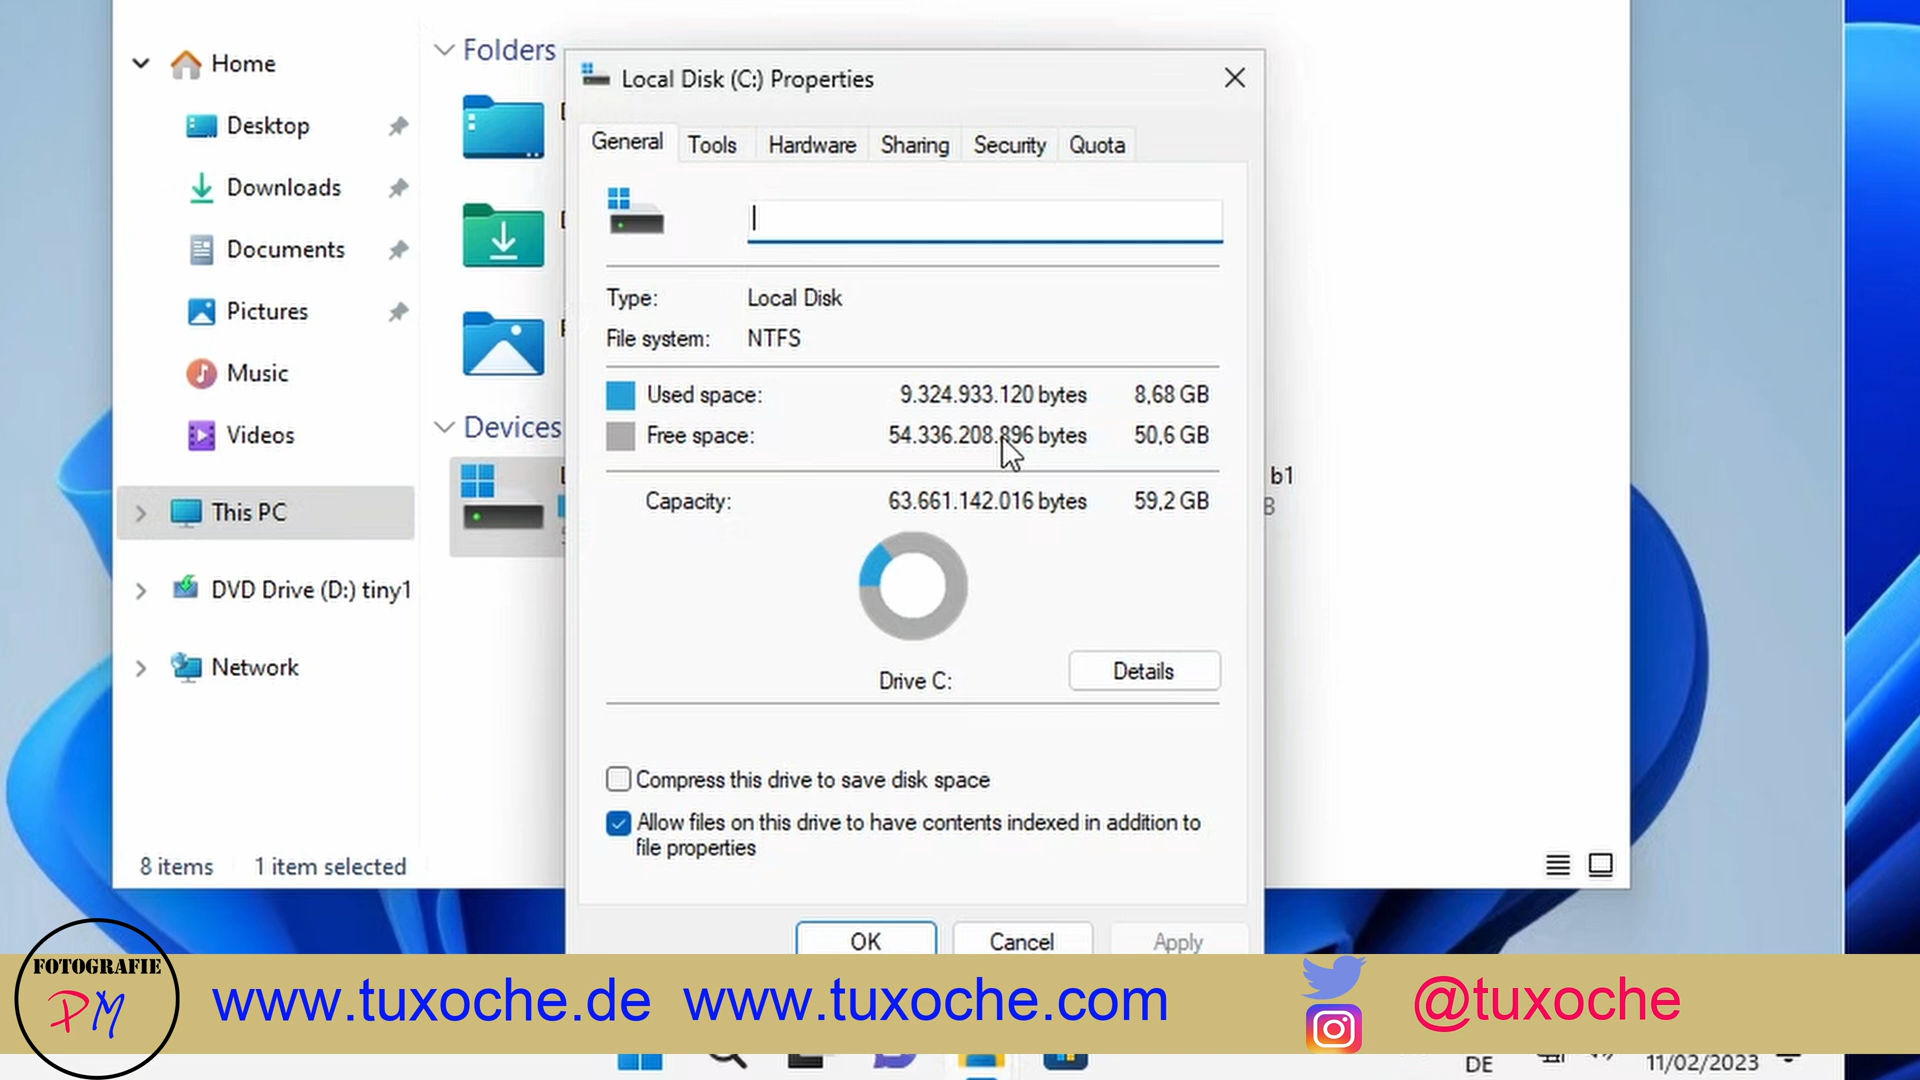 Home
Desktop
Downloads
Documents
Pictures
Music
Videos
This PC
DVD Drive (D:) tiny1
Network
8 items 1 item selected
Folders
Devices
b1
Local Disk (C:) Properties
General Tools Hardware Sharing Security Quota
Type: Local Disk
File system: NTFS
Used space: 9.324.933.120 bytes 8,68 GB
Free space: 54.336.208.896 bytes 50,6 GB
Capacity: 63.661.142.016 bytes 59,2 GB
Drive C:
Details
Compress this drive to save disk space
Allow files on this drive to have contents indexed in addition to
file properties
OK Cancel Apply
FOTOGRAFIE
PM
www.tuxoche.de www.tuxoche.com
@tuxoche
DE
11/02/2023